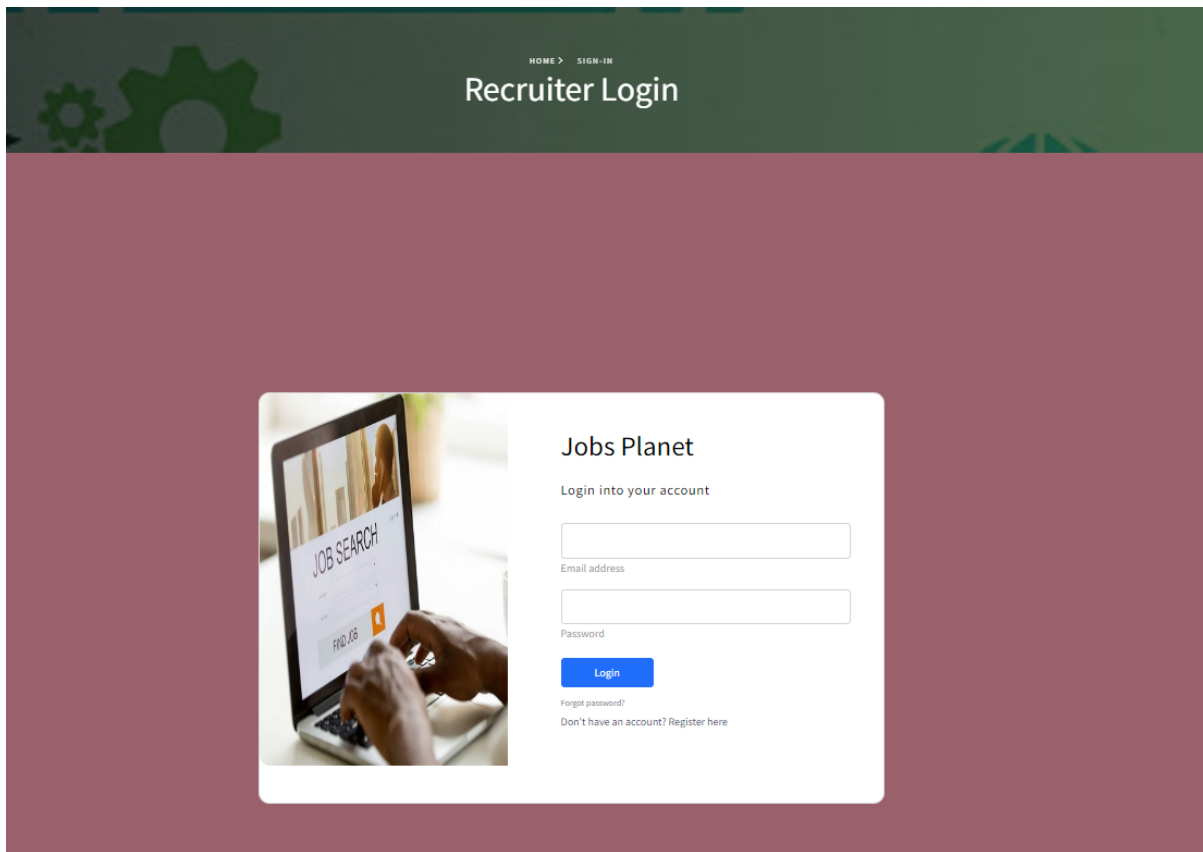 HOME > SIGN-IN
Recruiter Login
Jobs Planet
Login into your account
Email address
Password
Login
Forgot password?
Don't have an account? Register here
JOB SEARCH
FIND JOB